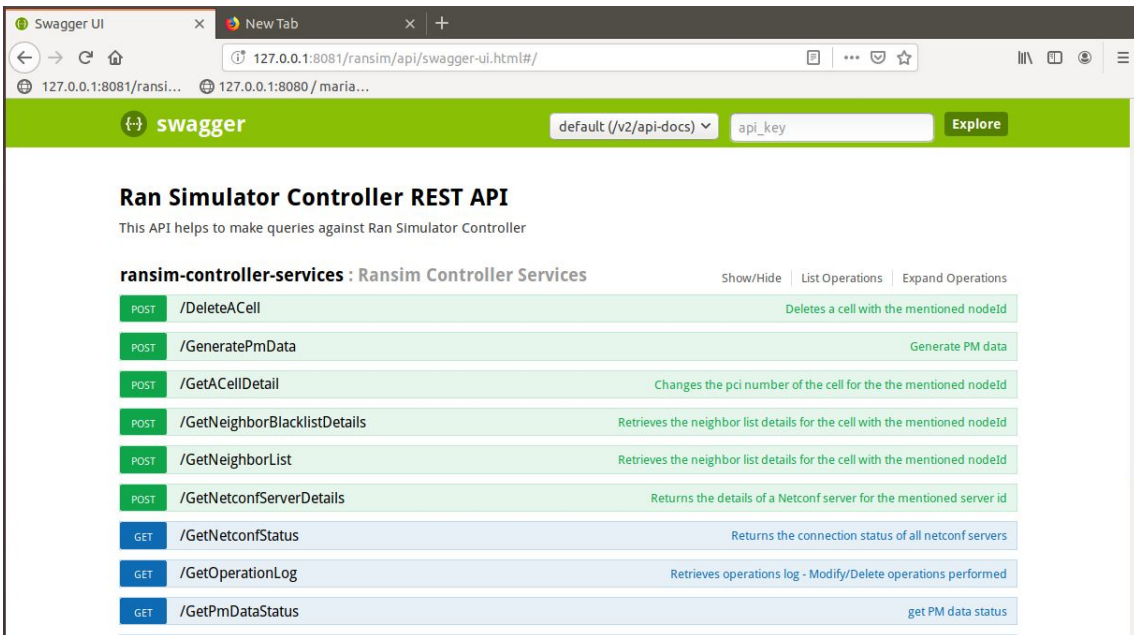 Swagger UI
New Tab
127.0.0.1:8081/ransim/api/swagger-ui.html#/
127.0.0.1:8081/ransi... 127.0.0.1:8080 / maria...
swagger default (/v2/api-docs) api_key Explore
Ran Simulator Controller REST API
This API helps to make queries against Ran Simulator Controller
ransim-controller-services : Ransim Controller Services Show/Hide List Operations Expand Operations
POST /DeleteACell Deletes a cell with the mentioned nodeId
POST /GeneratePmData Generate PM data
POST /GetACellDetail Changes the pci number of the cell for the the mentioned nodeId
POST /GetNeighborBlacklistDetails Retrieves the neighbor list details for the cell with the mentioned nodeId
POST /GetNeighborList Retrieves the neighbor list details for the cell with the mentioned nodeId
POST /GetNetconfServerDetails Returns the details of a Netconf server for the mentioned server id
GET /GetNetconfStatus Returns the connection status of all netconf servers
GET /GetOperationLog Retrieves operations log - Modify/Delete operations performed
GET /GetPmDataStatus get PM data status